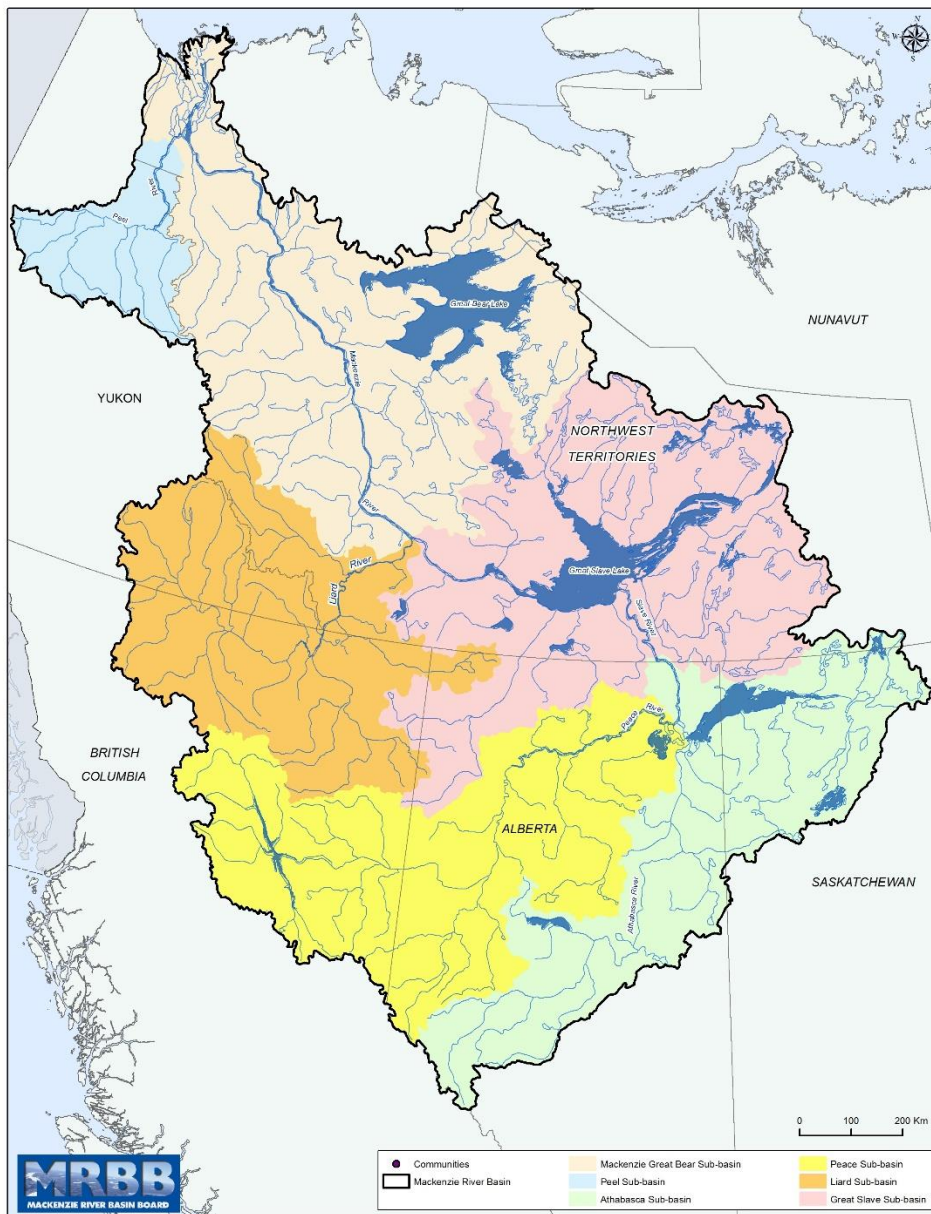 N
W
E
S
River
Peel
Great Bear Lake
NUNAVUT
Mackenzie
YUKON
NORTHWEST
TERRITORIES
River
River
Liard
Great Slave Lake
Slave River
Peace
River
BRITISH
COLUMBIA
ALBERTA
Athabasca River
SASKATCHEWAN
0 100 200 Km
MRBB
MACKENZIE RIVER BASIN BOARD
Communities
Mackenzie River Basin
Mackenzie Great Bear Sub-basin
Peel Sub-basin
Athabasca Sub-basin
Peace Sub-basin
Liard Sub-basin
Great Slave Sub-basin